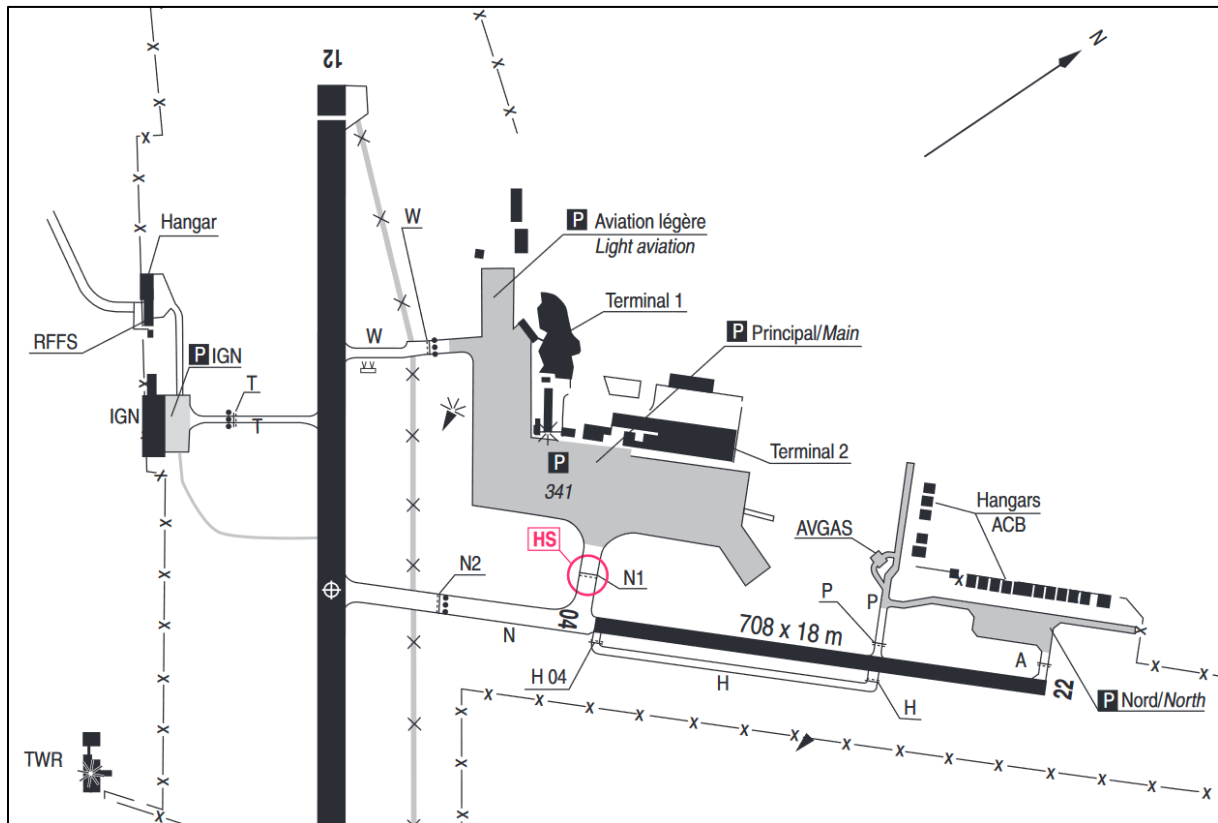 12
N
W
P Aviation légère
Light aviation
Hangar
Terminal 1
RFFS
W
P Principal/Main
P IGN
T
IGN
T
Terminal 2
P
341
Hangars
ACB
HS
AVGAS
N2
N1
P
P
04
708 x 18 m
N
A
H 04
H
H
22
P Nord/North
TWR